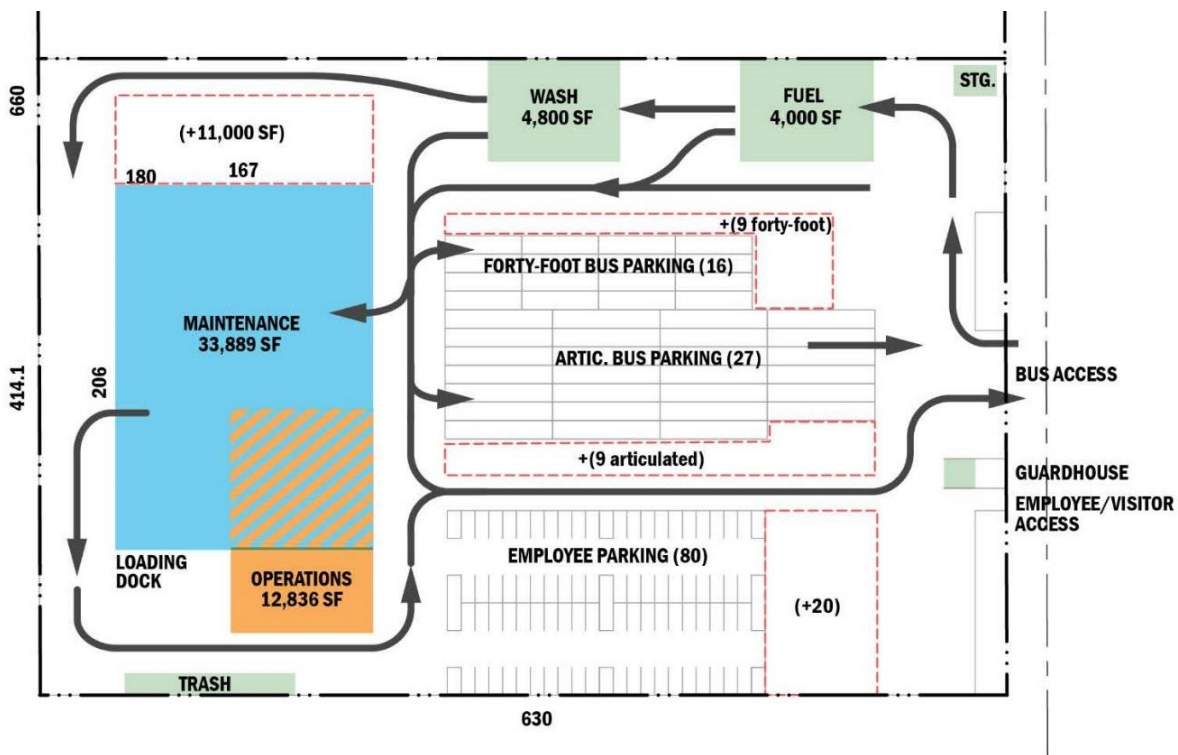 660
WASH
4,800 SF
FUEL
4,000 SF
STG.
(+11,000 SF)
180
167
+(9 forty-foot)
FORTY-FOOT BUS PARKING (16)
MAINTENANCE
33,889 SF
ARTIC. BUS PARKING (27)
BUS ACCESS
206
414.1
+(9 articulated)
GUARDHOUSE
EMPLOYEE/VISITOR
ACCESS
LOADING
DOCK
OPERATIONS
12,836 SF
EMPLOYEE PARKING (80)
(+20)
TRASH
630